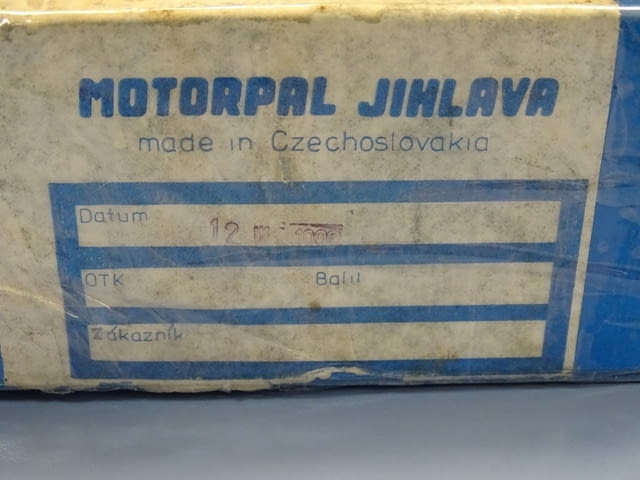 MOTORPAL JIHLAVA
made in Czechoslovakia
Datum 12
OTK Balil
Zákazník